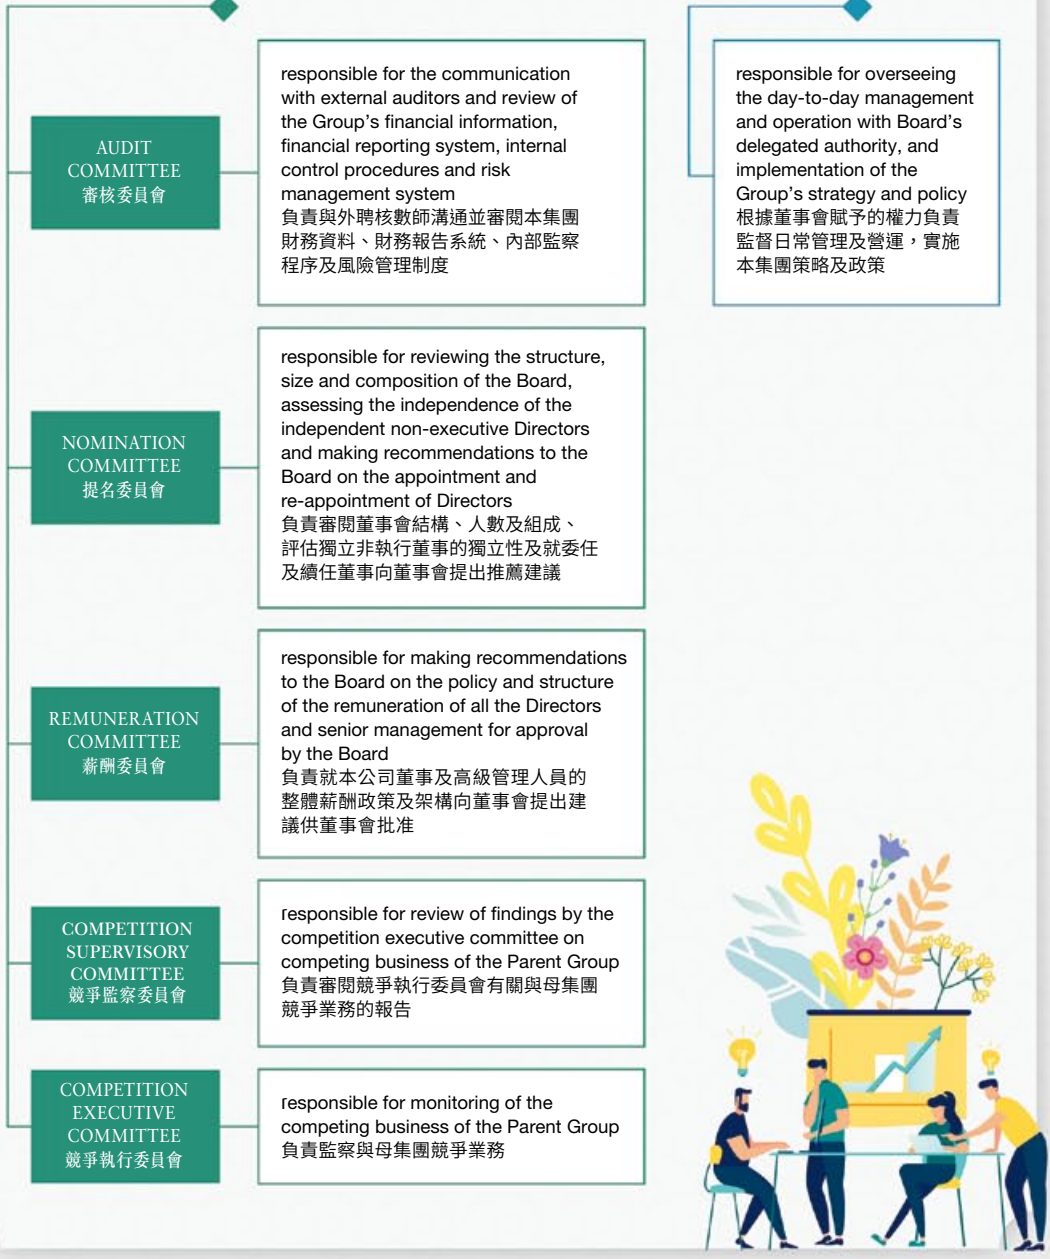 AUDIT
COMMITTEE
審核委員會
responsible for the communication
with external auditors and review of
the Group's financial information,
financial reporting system, internal
control procedures and risk
management system
負責與外聘核數師溝通並審閱本集團
財務資料、財務報告系統、內部監察
程序及風險管理制度
responsible for overseeing
the day-to-day management
and operation with Board's
delegated authority, and
implementation of the
Group's strategy and policy
根據董事會賦予的權力負責
監督日常管理及營運，實施
本集團策略及政策
NOMINATION
COMMITTEE
提名委員會
responsible for reviewing the structure,
size and composition of the Board,
assessing the independence of the
independent non-executive Directors
and making recommendations to the
Board on the appointment and
re-appointment of Directors
負責審閱董事會結構、人數及組成、
評估獨立非執行董事的獨立性及就委任
及續任董事向董事會提出推薦建議
REMUNERATION
COMMITTEE
薪酬委員會
responsible for making recommendations
to the Board on the policy and structure
of the remuneration of all the Directors
and senior management for approval
by the Board
負責就本公司董事及高級管理人員的
整體薪酬政策及架構向董事會提出建
議供董事會批准
COMPETITION
SUPERVISORY
COMMITTEE
競爭監察委員會
responsible for review of findings by the
competition executive committee on
competing business of the Parent Group
負責審閱競爭執行委員會有關與母集團
競爭業務的報告
COMPETITION
EXECUTIVE
COMMITTEE
競爭執行委員會
responsible for monitoring of the
competing business of the Parent Group
負責監察與母集團競爭業務